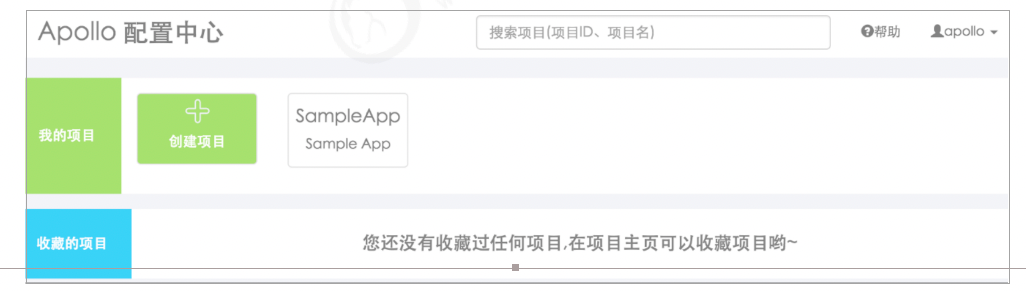 Apollo 配置中心
搜索项目(项目ID、项目名)
帮助
apollo
我的项目
创建项目
SampleApp
Sample App
收藏的项目
您还没有收藏过任何项目,在项目主页可以收藏项目哟~